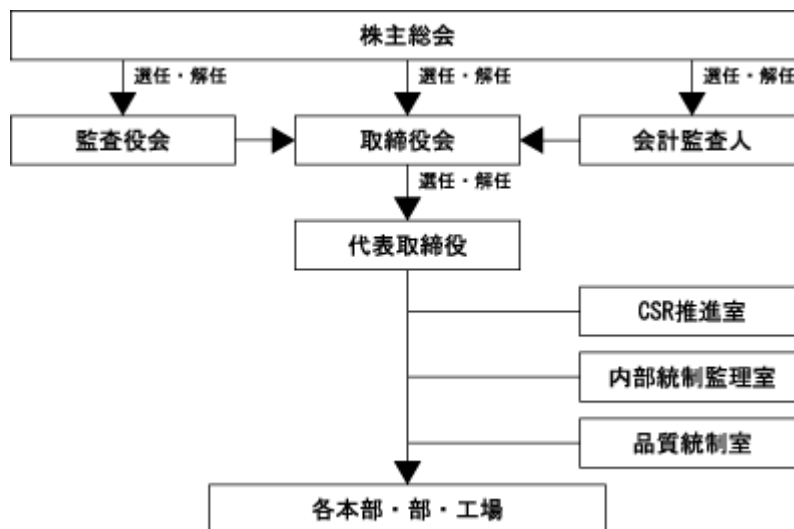 株主総会
選任・解任
選任・解任
選任・解任
監査役会
取締役会
会計監査人
選任・解任
代表取締役
CSR推進室
内部統制監理室
品質統制室
各本部・部・工場